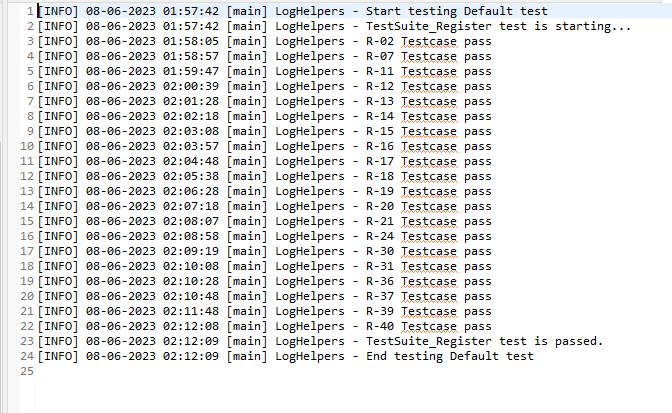 1 [INFO] 08-06-2023 01:57:42 [main] LogHelpers - Start testing Default test
2 [INFO] 08-06-2023 01:57:42 [main] LogHelpers - TestSuite_Register test is starting...
3 [INFO] 08-06-2023 01:58:05 [main] LogHelpers - R-02 Testcase pass
4 [INFO] 08-06-2023 01:58:57 [main] LogHelpers - R-07 Testcase pass
5 [INFO] 08-06-2023 01:59:47 [main] LogHelpers - R-11 Testcase pass
6 [INFO] 08-06-2023 02:00:39 [main] LogHelpers - R-12 Testcase pass
7 [INFO] 08-06-2023 02:01:28 [main] LogHelpers - R-13 Testcase pass
8 [INFO] 08-06-2023 02:02:18 [main] LogHelpers - R-14 Testcase pass
9 [INFO] 08-06-2023 02:03:08 [main] LogHelpers - R-15 Testcase pass
10 [INFO] 08-06-2023 02:03:57 [main] LogHelpers - R-16 Testcase pass
11 [INFO] 08-06-2023 02:04:48 [main] LogHelpers - R-17 Testcase pass
12 [INFO] 08-06-2023 02:05:38 [main] LogHelpers - R-18 Testcase pass
13 [INFO] 08-06-2023 02:06:28 [main] LogHelpers - R-19 Testcase pass
14 [INFO] 08-06-2023 02:07:18 [main] LogHelpers - R-20 Testcase pass
15 [INFO] 08-06-2023 02:08:07 [main] LogHelpers - R-21 Testcase pass
16 [INFO] 08-06-2023 02:08:58 [main] LogHelpers - R-24 Testcase pass
17 [INFO] 08-06-2023 02:09:19 [main] LogHelpers - R-30 Testcase pass
18 [INFO] 08-06-2023 02:10:08 [main] LogHelpers - R-31 Testcase pass
19 [INFO] 08-06-2023 02:10:28 [main] LogHelpers - R-36 Testcase pass
20 [INFO] 08-06-2023 02:10:48 [main] LogHelpers - R-37 Testcase pass
21 [INFO] 08-06-2023 02:11:48 [main] LogHelpers - R-39 Testcase pass
22 [INFO] 08-06-2023 02:12:08 [main] LogHelpers - R-40 Testcase pass
23 [INFO] 08-06-2023 02:12:09 [main] LogHelpers - TestSuite_Register test is passed.
24 [INFO] 08-06-2023 02:12:09 [main] LogHelpers - End testing Default test
25